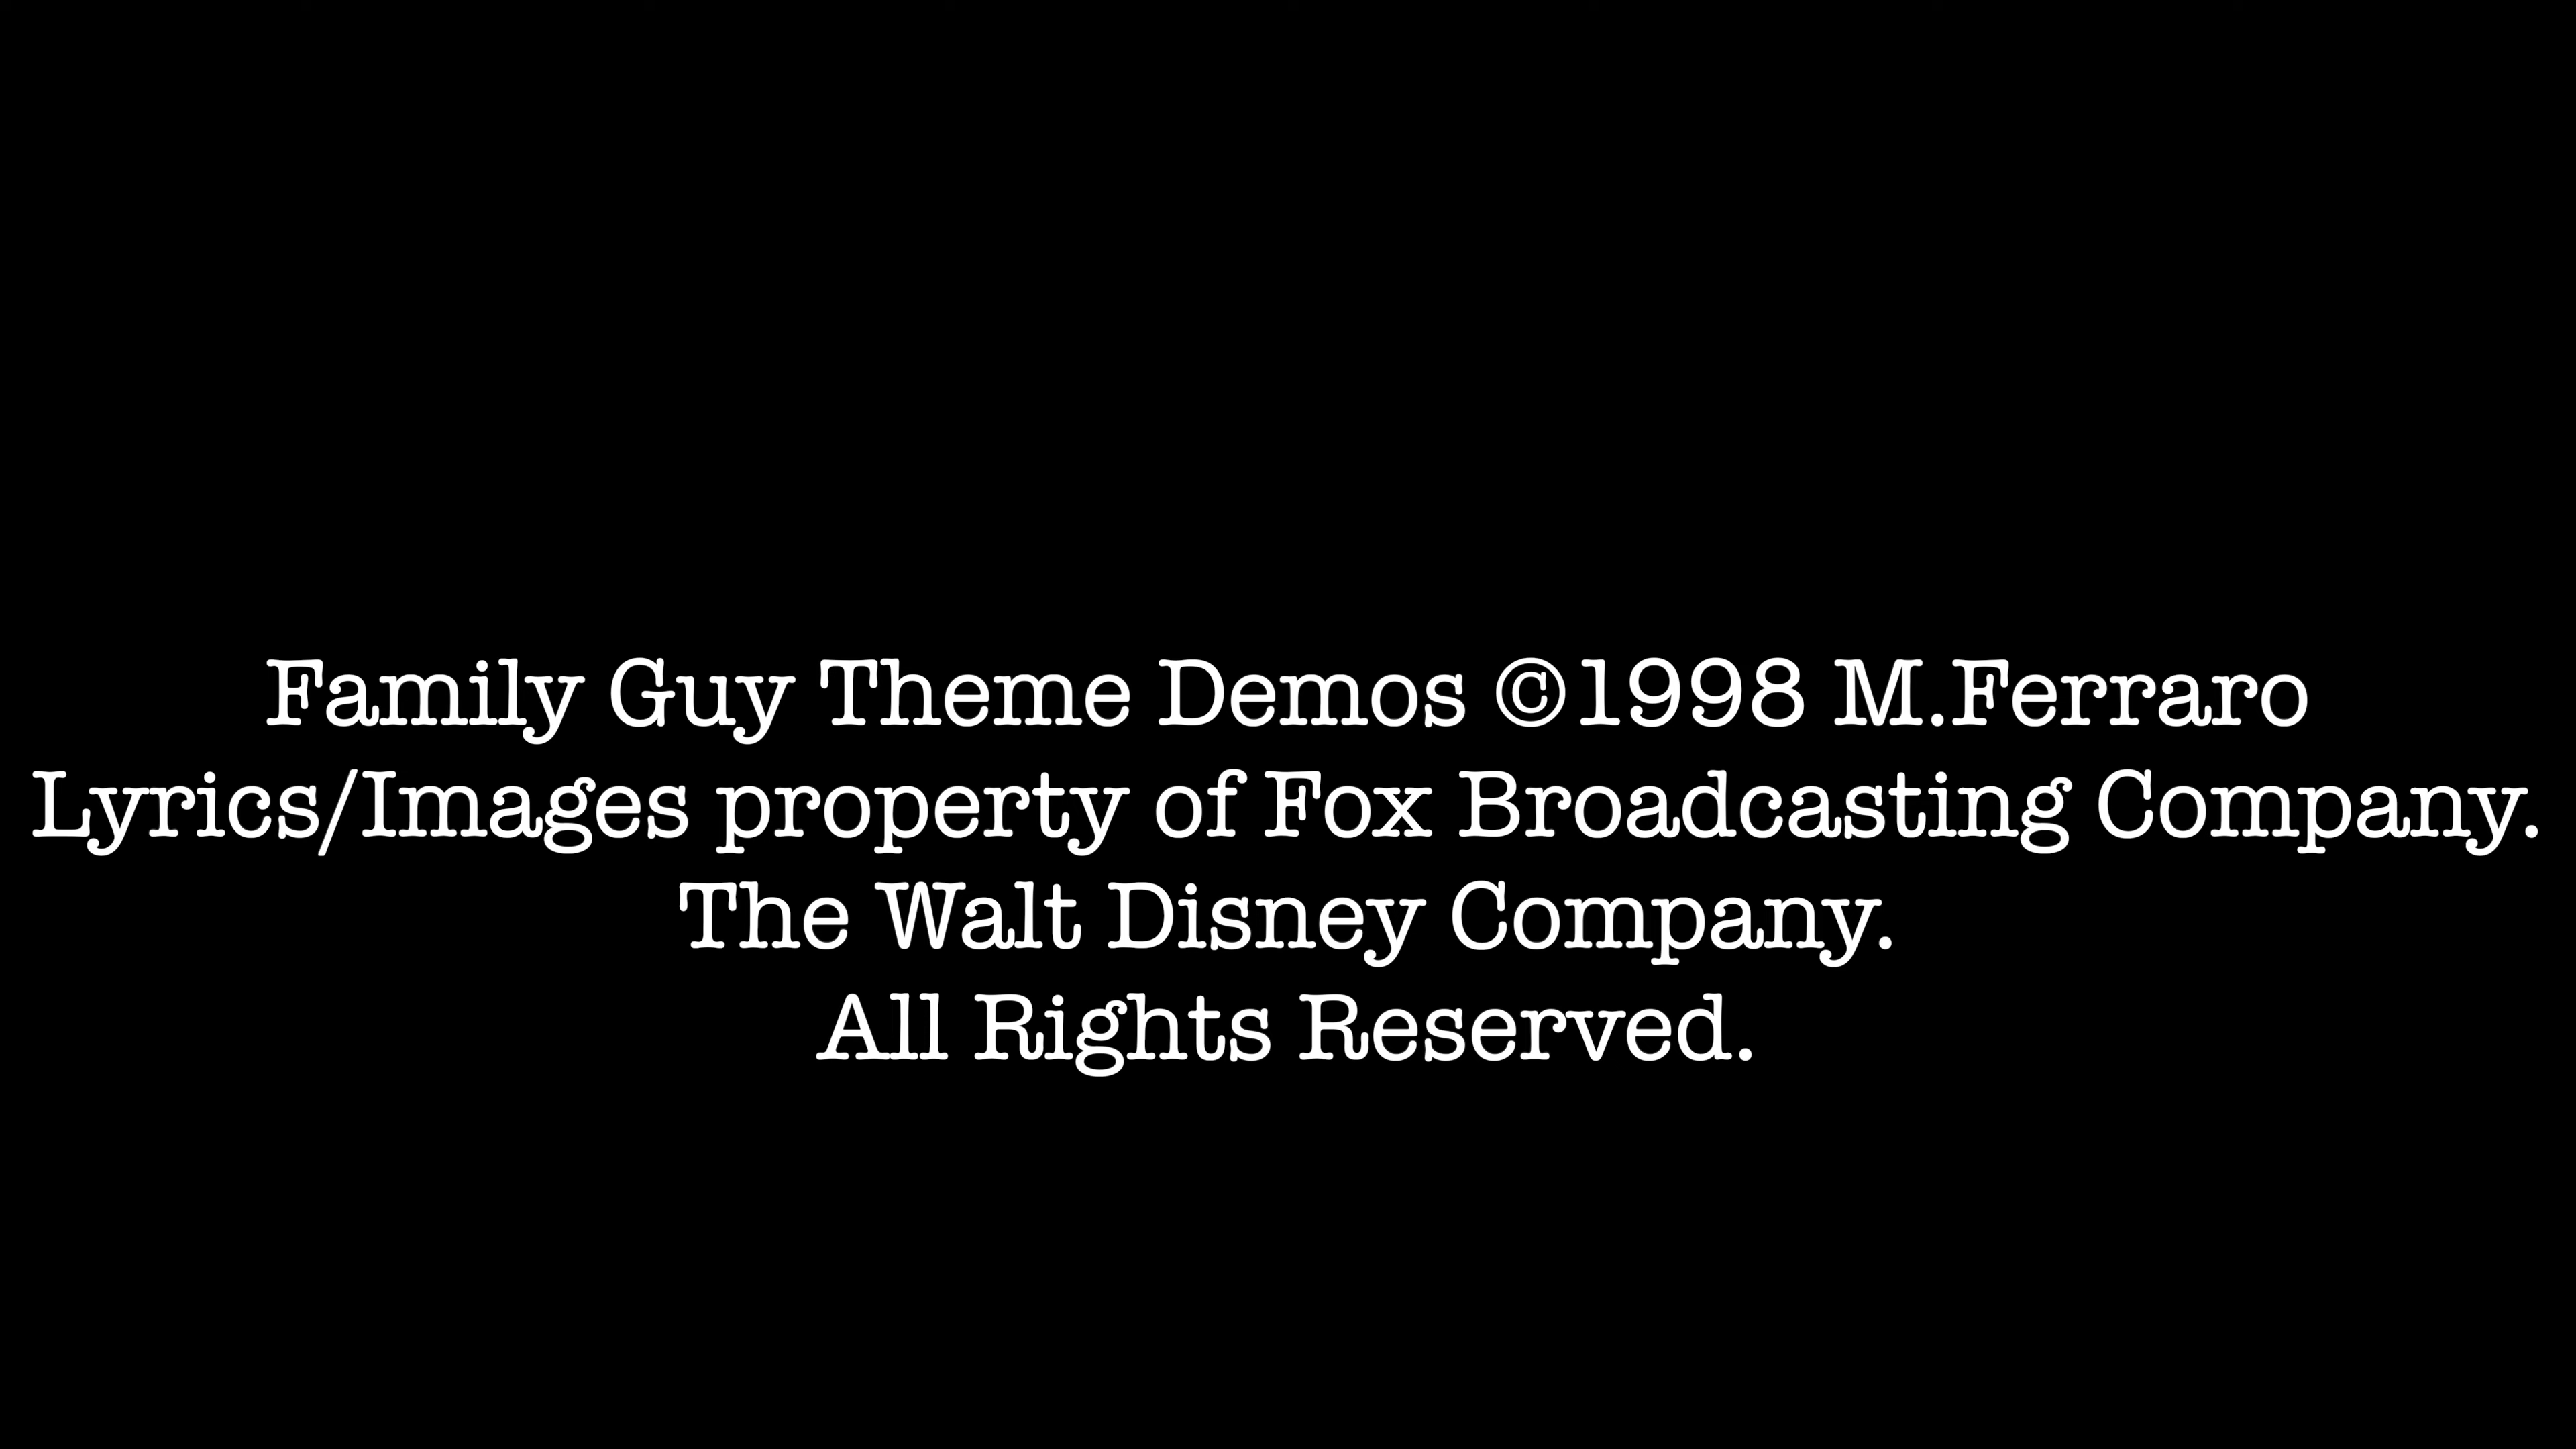 Family Guy Theme Demos ©1998 M.Ferraro
Lyrics/Images property of Fox Broadcasting Company.
The Walt Disney Company.
All Rights Reserved.